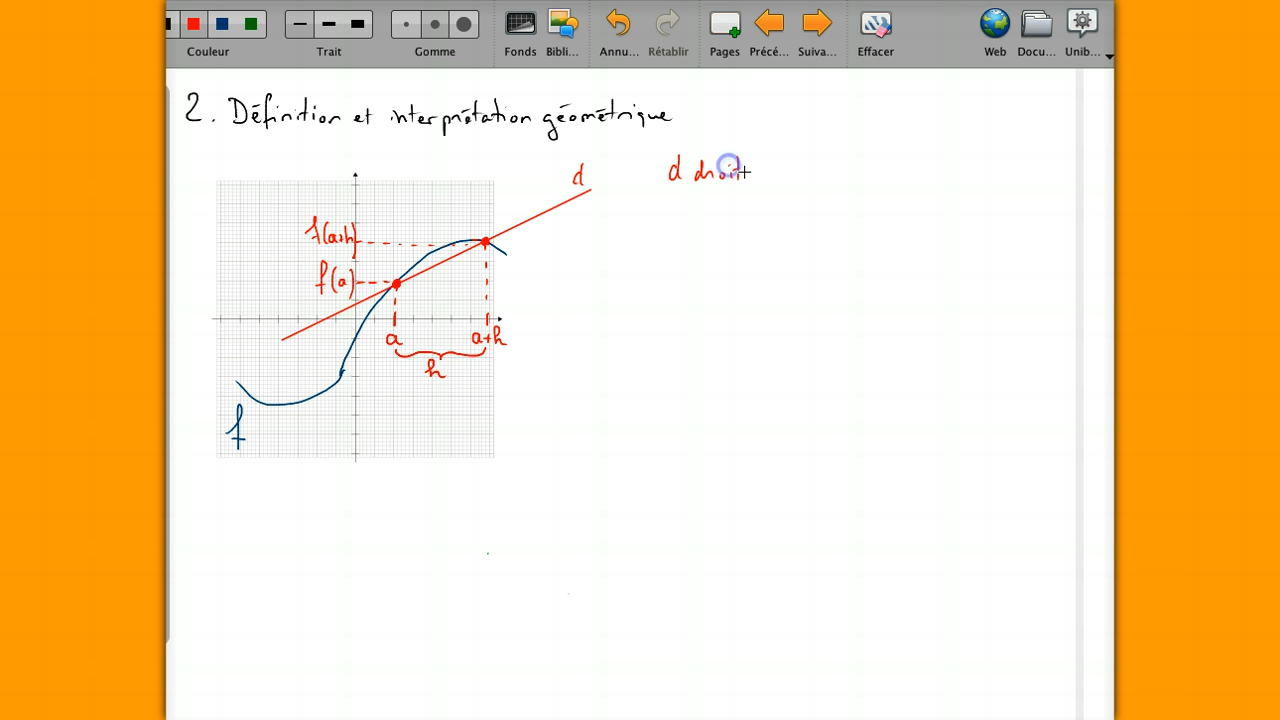 Couleur Trait Gomme Fonds Bibli... Annu... Rétablir Pages Précé... Suiva... Effacer Web Docu... Unib...
2. Définition et interprétation géométrique
d
d droit
f(a+h)
f(a)
a a+h
h
f